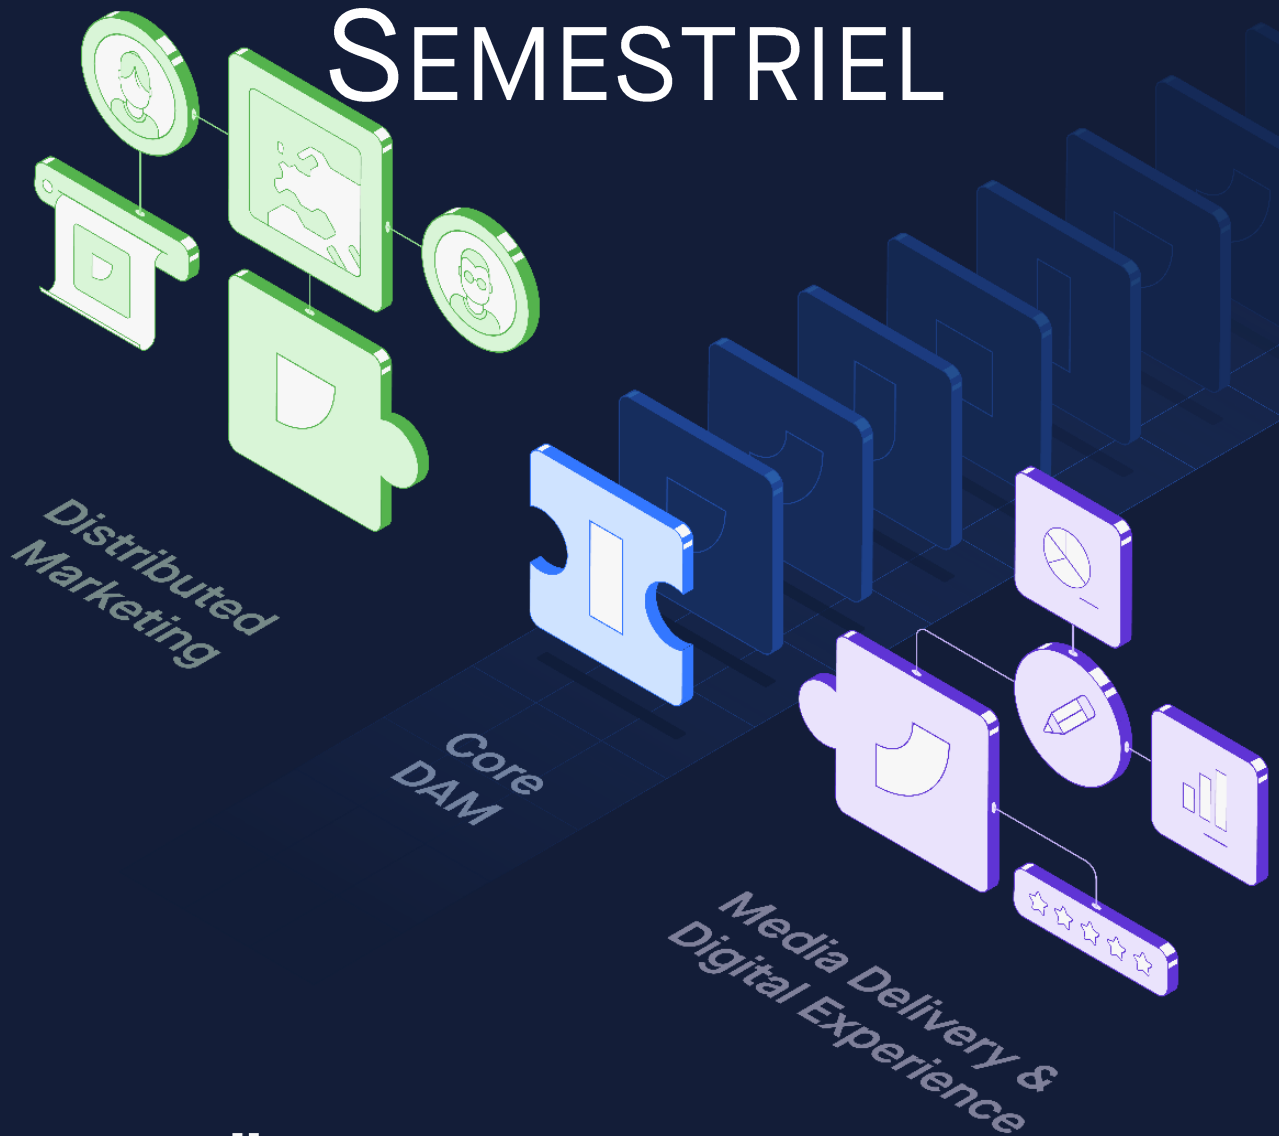 SEMESTRIEL
Distributed
Marketing
Core
DAM
Media Delivery &
Digital Experience